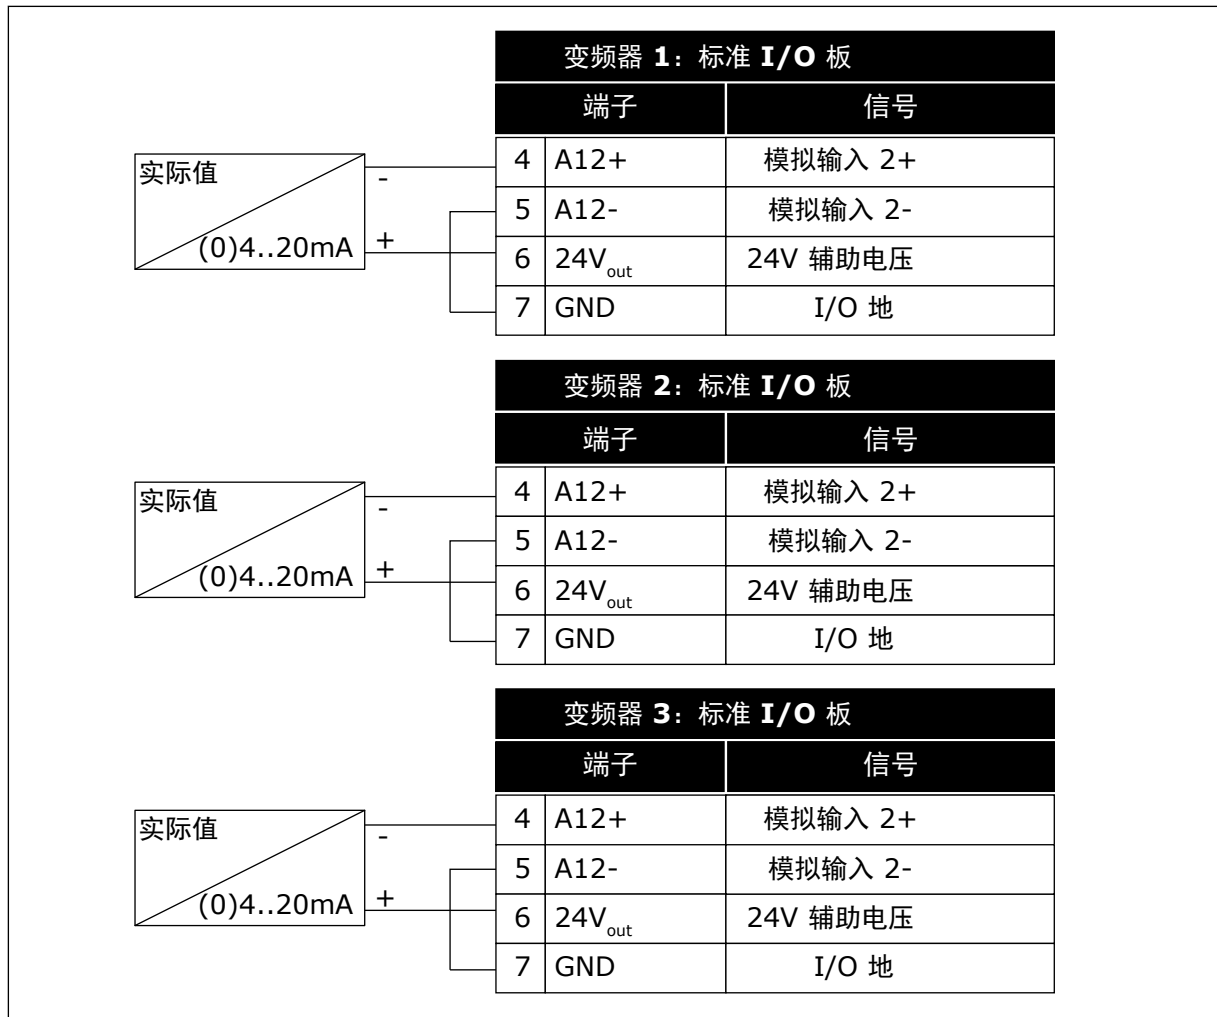 变频器 1：标准 I/O 板
端子 信号
实际值
(0)4..20mA
-
+
4 A12+ 模拟输入 2+
5 A12- 模拟输入 2-
6 24Vout 24V 辅助电压
7 GND I/O 地
变频器 2：标准 I/O 板
端子 信号
实际值
(0)4..20mA
-
+
4 A12+ 模拟输入 2+
5 A12- 模拟输入 2-
6 24Vout 24V 辅助电压
7 GND I/O 地
变频器 3：标准 I/O 板
端子 信号
实际值
(0)4..20mA
-
+
4 A12+ 模拟输入 2+
5 A12- 模拟输入 2-
6 24Vout 24V 辅助电压
7 GND I/O 地